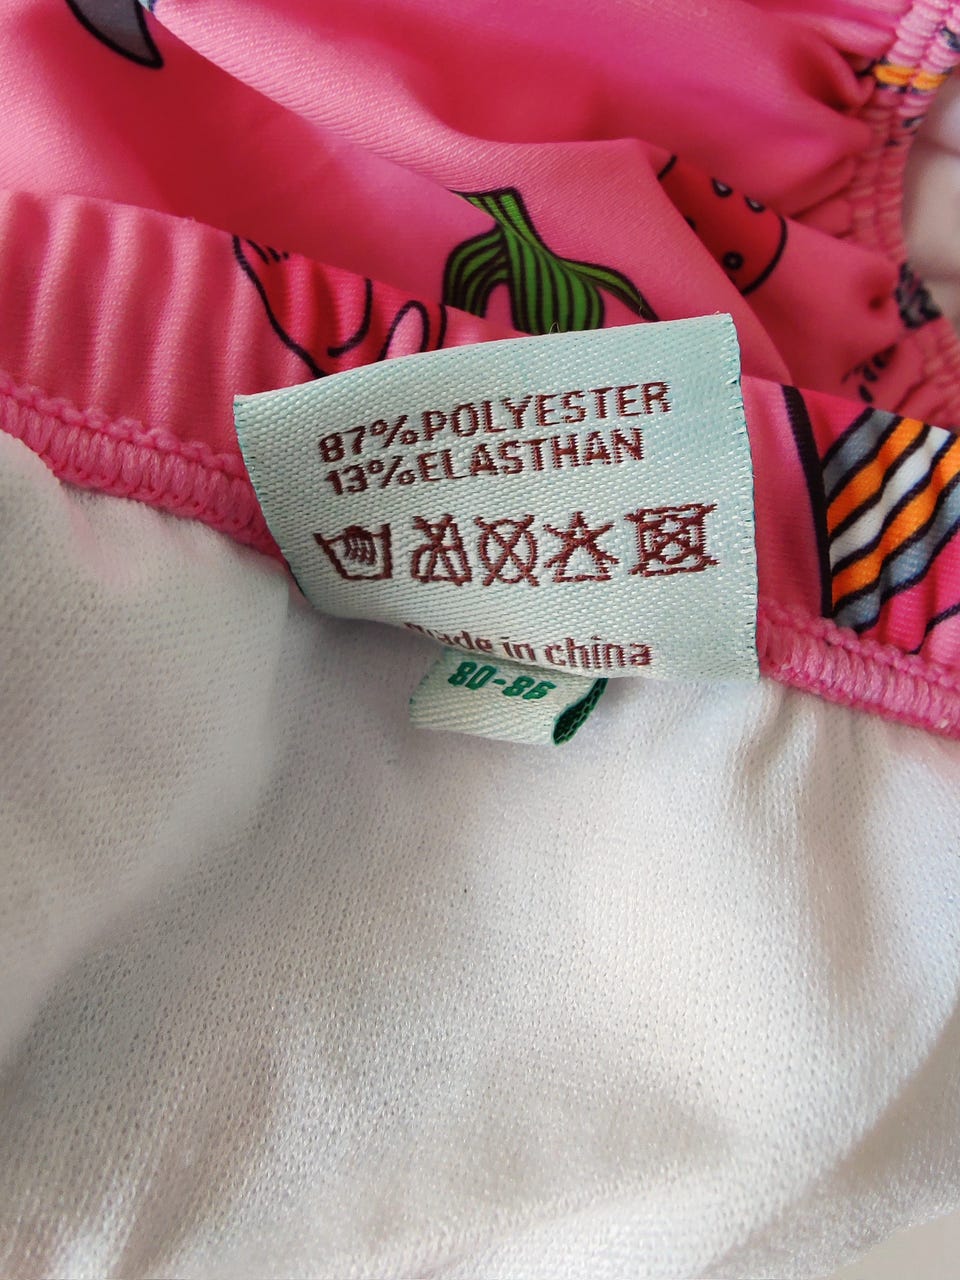 87%POLYESTER
13%ELASTHAN
made in china
80-86